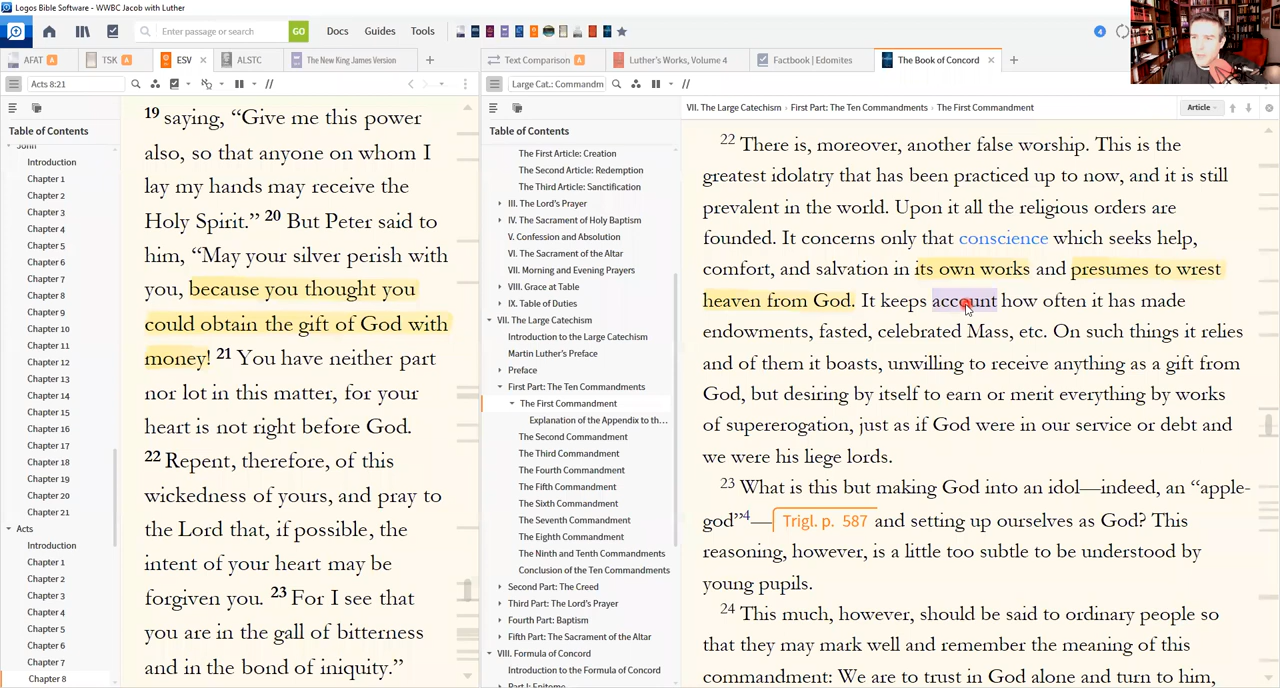 Logos Bible Software - WWBC Jacob with Luther
Enter passage or search
GO
Docs
Guides
Tools
4
AFAT A
TSK A
ESV
ALSTC
The New King James Version
Text Comparison A
Luther's Works, Volume 4
Factbook | Edomites
The Book of Concord
Acts 8:21
Large Cat.: Commandm
VII. The Large Catechism › First Part: The Ten Commandments › The First Commandment
Article
Table of Contents
John
Introduction
Chapter 1
Chapter 2
Chapter 3
Chapter 4
Chapter 5
Chapter 6
Chapter 7
Chapter 8
Chapter 9
Chapter 10
Chapter 11
Chapter 12
Chapter 13
Chapter 14
Chapter 15
Chapter 16
Chapter 17
Chapter 18
Chapter 19
Chapter 20
Chapter 21
Acts
Introduction
Chapter 1
Chapter 2
Chapter 3
Chapter 4
Chapter 5
Chapter 6
Chapter 7
Chapter 8
19 saying, “Give me this power
also, so that anyone on whom I
lay my hands may receive the
Holy Spirit.” 20 But Peter said to
him, “May your silver perish with
you, because you thought you
could obtain the gift of God with
money! 21 You have neither part
nor lot in this matter, for your
heart is not right before God.
22 Repent, therefore, of this
wickedness of yours, and pray to
the Lord that, if possible, the
intent of your heart may be
forgiven you. 23 For I see that
you are in the gall of bitterness
and in the bond of iniquity.”
Table of Contents
The First Article: Creation
The Second Article: Redemption
The Third Article: Sanctification
III. The Lord's Prayer
IV. The Sacrament of Holy Baptism
V. Confession and Absolution
VI. The Sacrament of the Altar
VII. Morning and Evening Prayers
VIII. Grace at Table
IX. Table of Duties
VII. The Large Catechism
Introduction to the Large Catechism
Martin Luther's Preface
Preface
First Part: The Ten Commandments
The First Commandment
Explanation of the Appendix to th...
The Second Commandment
The Third Commandment
The Fourth Commandment
The Fifth Commandment
The Sixth Commandment
The Seventh Commandment
The Eighth Commandment
The Ninth and Tenth Commandments
Conclusion of the Ten Commandments
Second Part: The Creed
Third Part: The Lord's Prayer
Fourth Part: Baptism
Fifth Part: The Sacrament of the Altar
VIII. Formula of Concord
Introduction to the Formula of Concord
Part I: Epitome
22 There is, moreover, another false worship. This is the
greatest idolatry that has been practiced up to now, and it is still
prevalent in the world. Upon it all the religious orders are
founded. It concerns only that conscience which seeks help,
comfort, and salvation in its own works and presumes to wrest
heaven from God. It keeps account how often it has made
endowments, fasted, celebrated Mass, etc. On such things it relies
and of them it boasts, unwilling to receive anything as a gift from
God, but desiring by itself to earn or merit everything by works
of supererogation, just as if God were in our service or debt and
we were his liege lords.
23 What is this but making God into an idol—indeed, an “apple-
god”4—Trigl. p. 587 and setting up ourselves as God? This
reasoning, however, is a little too subtle to be understood by
young pupils.
24 This much, however, should be said to ordinary people so
that they may mark well and remember the meaning of this
commandment: We are to trust in God alone and turn to him,